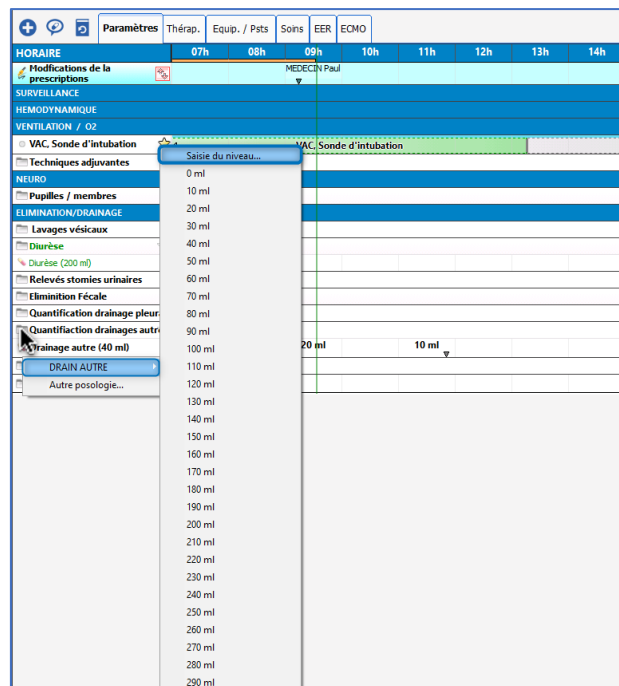 Paramètres Thérap. Equip. / Psts Soins EER ECMO
HORAIRE 07h 08h 09h 10h 11h 12h 13h 14h
Modfications de la prescriptions MEDECIN Paul
SURVEILLANCE
HEMODYNAMIQUE
VENTILATION / O2
VAC, Sonde d'intubation VAC, Sonde d'intubation
Techniques adjuvantes
NEURO
Pupilles / membres
ELIMINATION/DRAINAGE
Lavages vésicaux
Diurèse
Diurèse (200 ml)
Relevés stomies urinaires
Eliminition Fécale
Quantification drainage pleur
Quantifiaction drainages autr
Drainage autre (40 ml) 20 ml 10 ml
DRAIN AUTRE
Autre posologie...
Saisie du niveau...
0 ml
10 ml
20 ml
30 ml
40 ml
50 ml
60 ml
70 ml
80 ml
90 ml
100 ml
110 ml
120 ml
130 ml
140 ml
150 ml
160 ml
170 ml
180 ml
190 ml
200 ml
210 ml
220 ml
230 ml
240 ml
250 ml
260 ml
270 ml
280 ml
290 ml